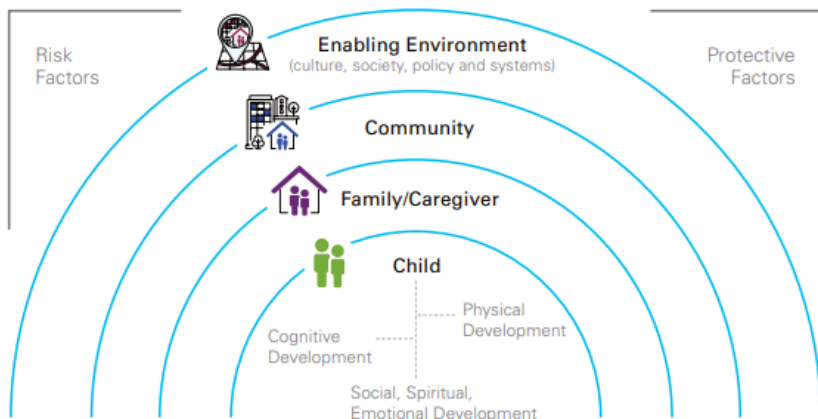 Risk
Factors
Enabling Environment
(culture, society, policy and systems)
Protective
Factors
Community
Family/Caregiver
Child
Physical
Development
Cognitive
Development
Social, Spiritual,
Emotional Development